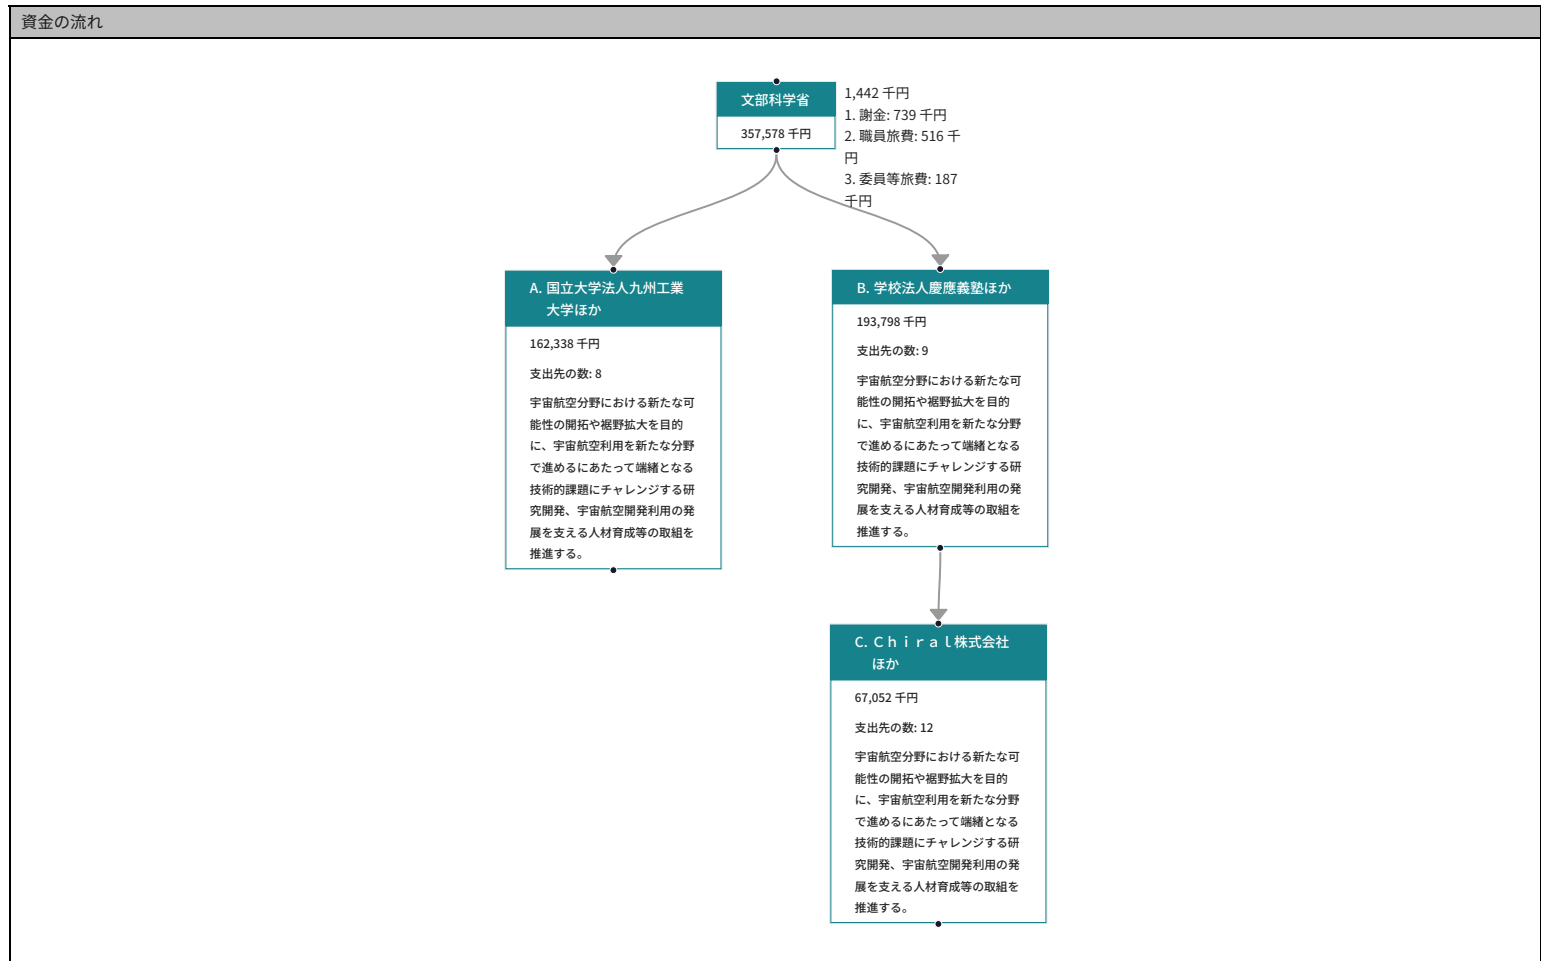 資金の流れ
文部科学省
357,578 千円
1,442 千円
1. 謝金: 739 千円
2. 職員旅費: 516 千
円
3. 委員等旅費: 187
千円
A. 国立大学法人九州工業
大学ほか
162,338 千円
支出先の数: 8
宇宙航空分野における新たな可
能性の開拓や裾野拡大を目的
に、宇宙航空利用を新たな分野
で進めるにあたって端緒となる
技術的課題にチャレンジする研
究開発、宇宙航空開発利用の発
展を支える人材育成等の取組を
推進する。
B. 学校法人慶應義塾ほか
193,798 千円
支出先の数: 9
宇宙航空分野における新たな可
能性の開拓や裾野拡大を目的
に、宇宙航空利用を新たな分野
で進めるにあたって端緒となる
技術的課題にチャレンジする研
究開発、宇宙航空開発利用の発
展を支える人材育成等の取組を
推進する。
C. Ｃｈｉｒａｌ株式会社
ほか
67,052 千円
支出先の数: 12
宇宙航空分野における新たな可
能性の開拓や裾野拡大を目的
に、宇宙航空利用を新たな分野
で進めるにあたって端緒となる
技術的課題にチャレンジする研
究開発、宇宙航空開発利用の発
展を支える人材育成等の取組を
推進する。